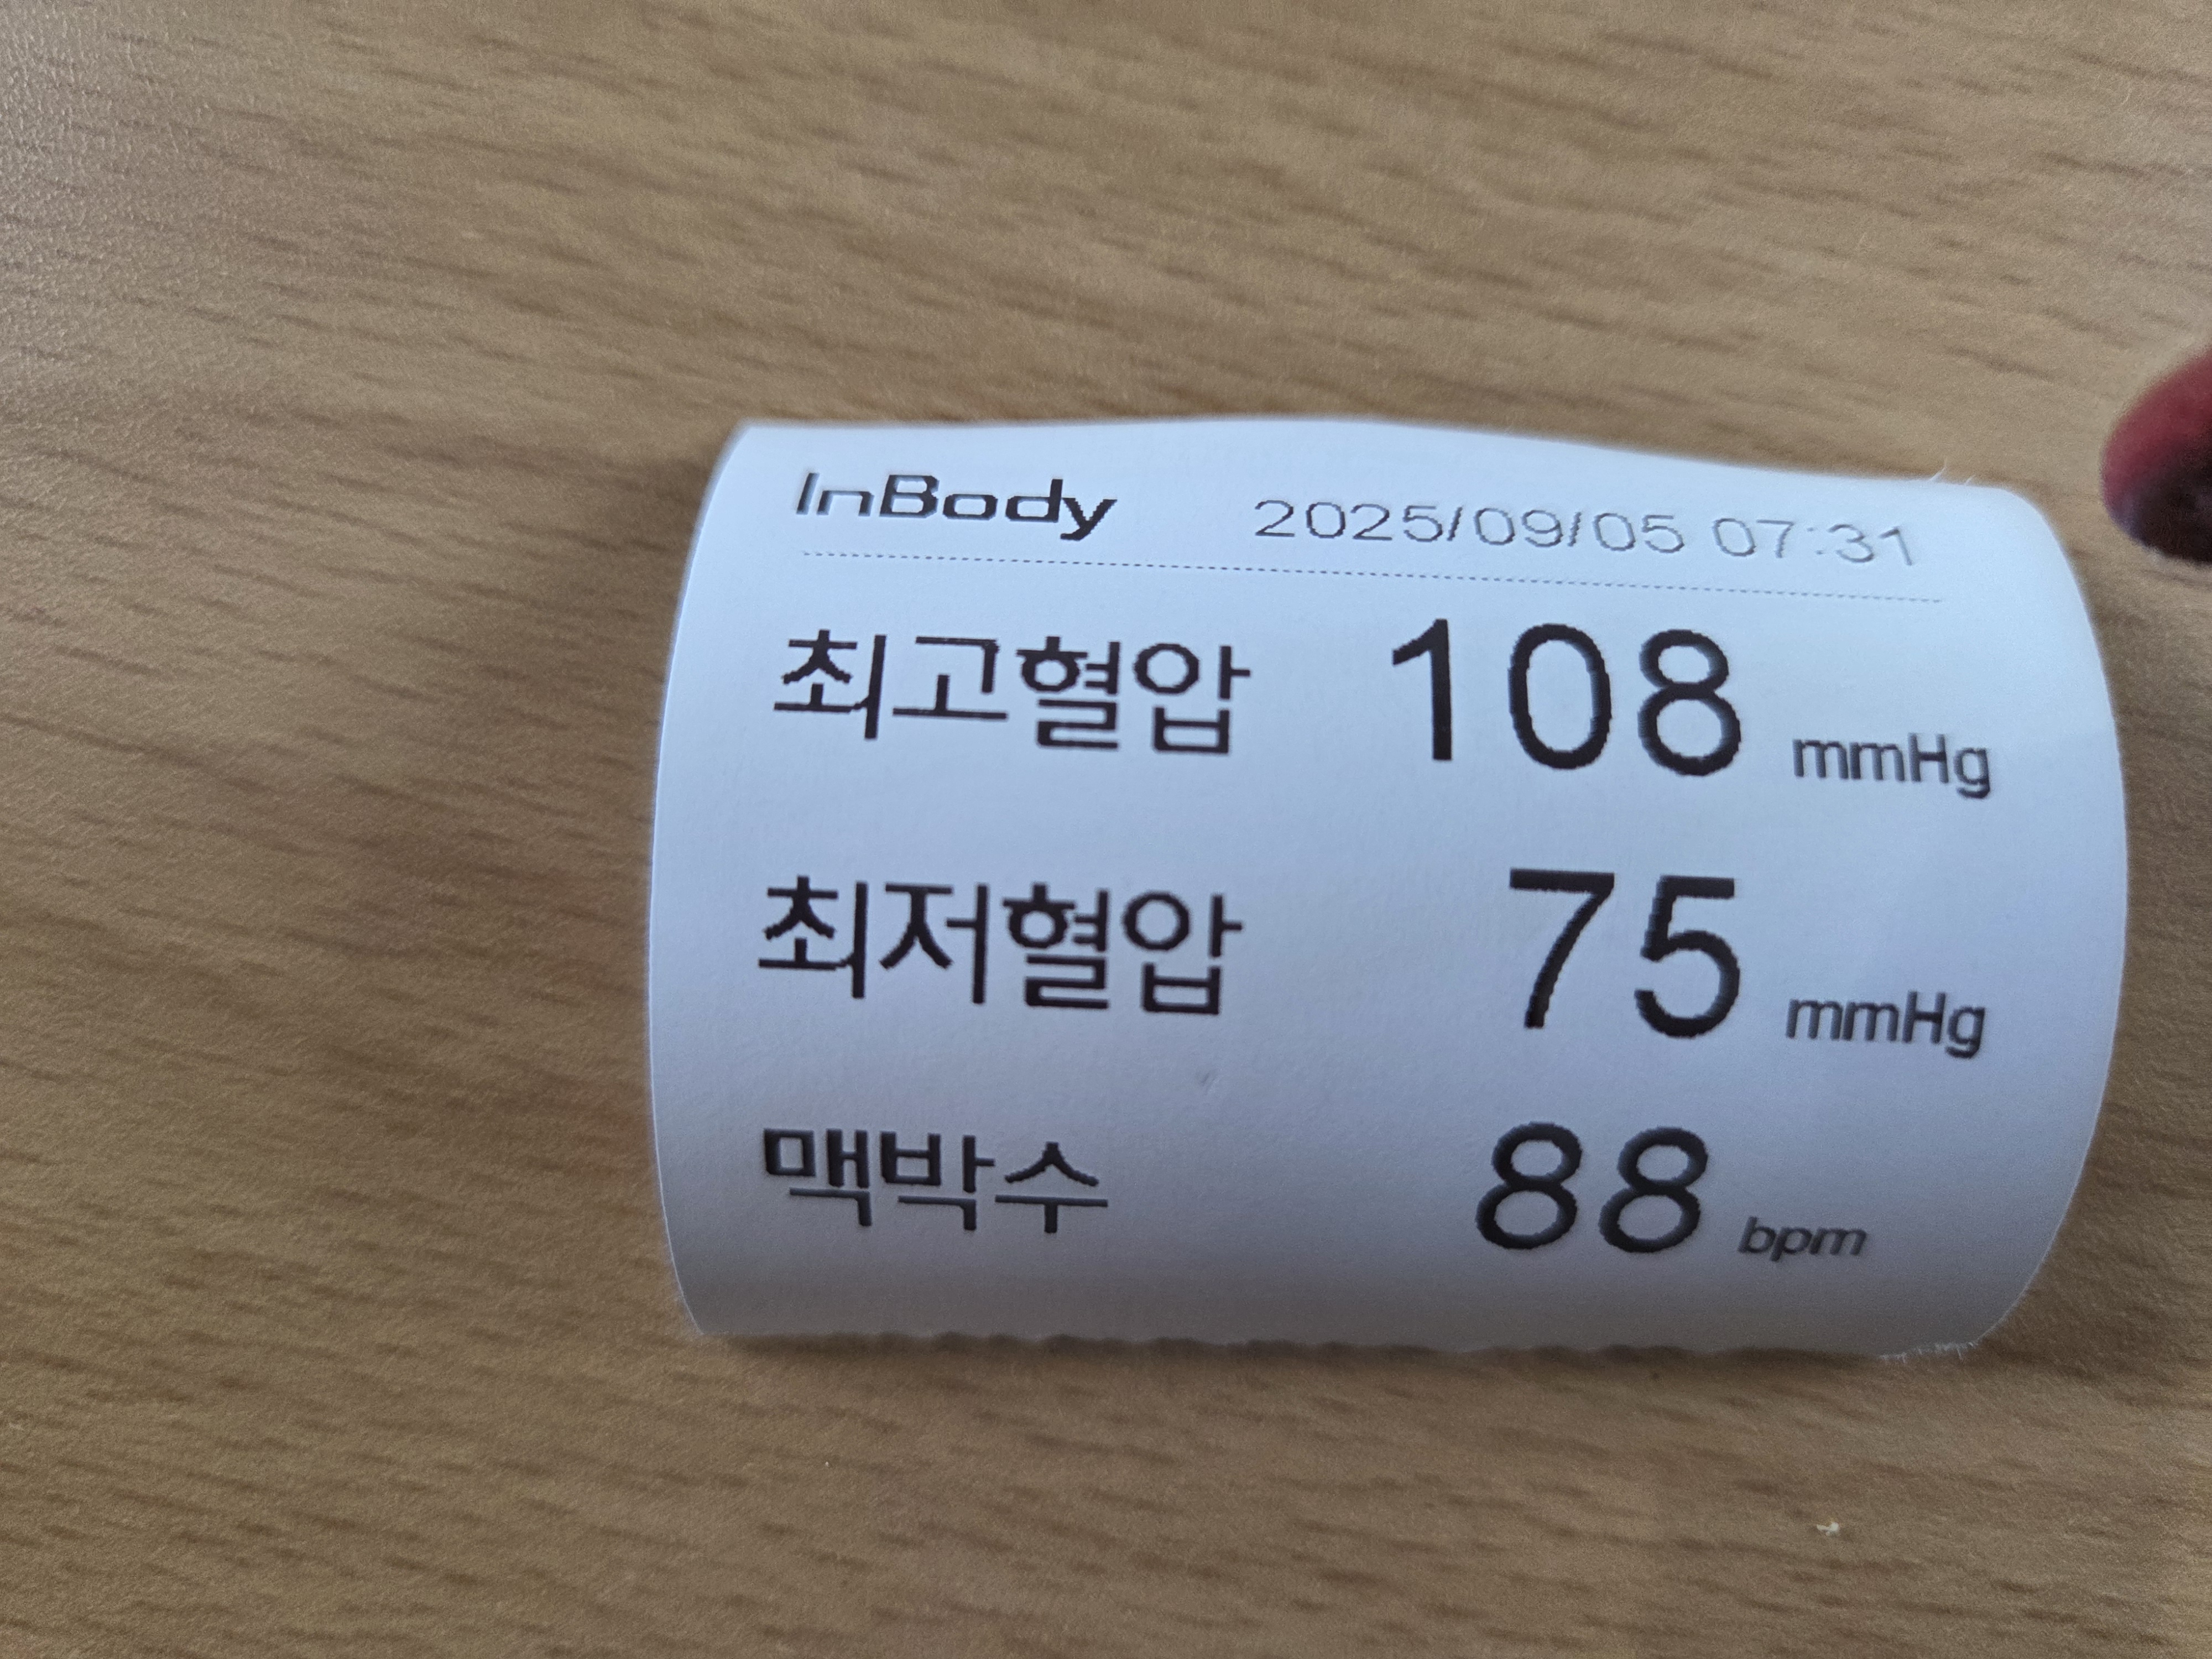 InBody 2025/09/05 07:31
최고혈압 108 mmHg
최저혈압 75 mmHg
맥박수 88 bpm